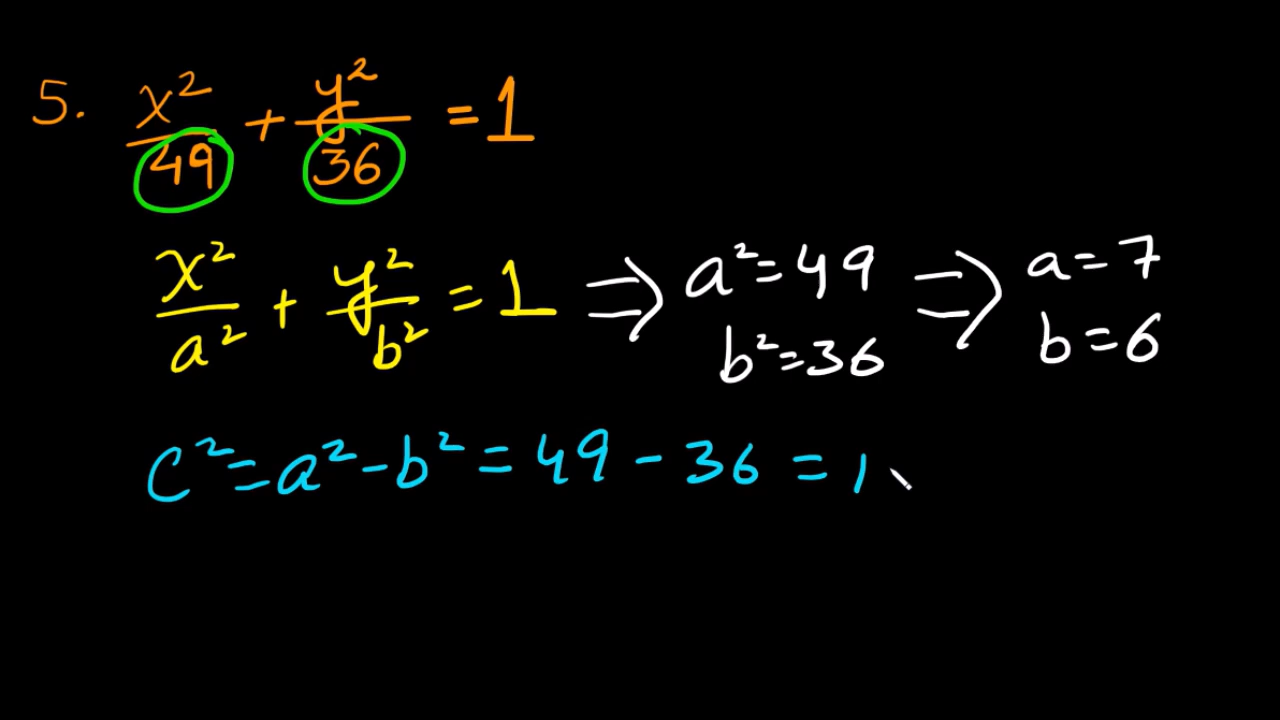 5. x²/49 + y²/36 = 1
x²/a² + y²/b² = 1 ⇒ a²=49 ⇒ a=7
b²=36 b=6
c²=a²-b² = 49 - 36 = 1